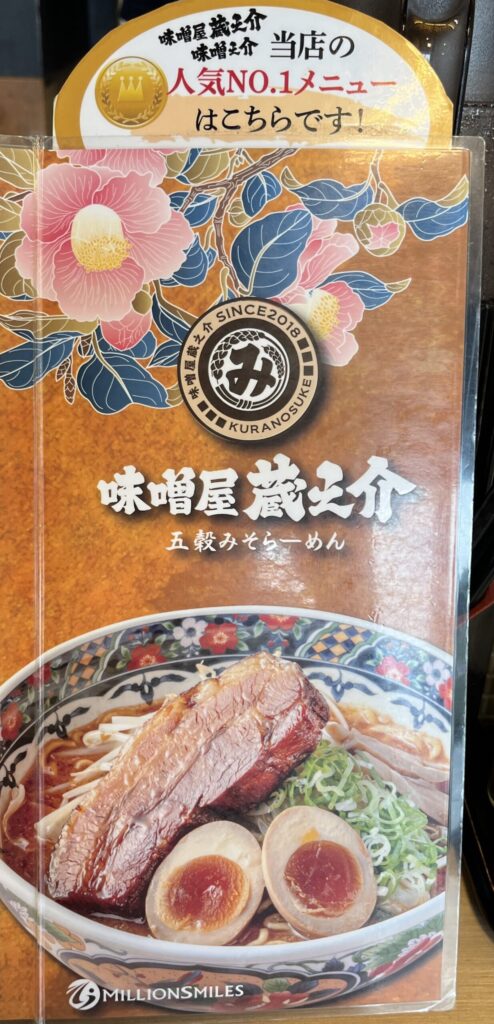 味噌屋 蔵之介
味噌之介
当店の
人気NO.1メニュー
はこちらです!
味噌屋 蔵之介 SINCE2018
み
KURANOSUKE
味噌屋 蔵之介
五穀みそらーめん
MILLIONSMILES